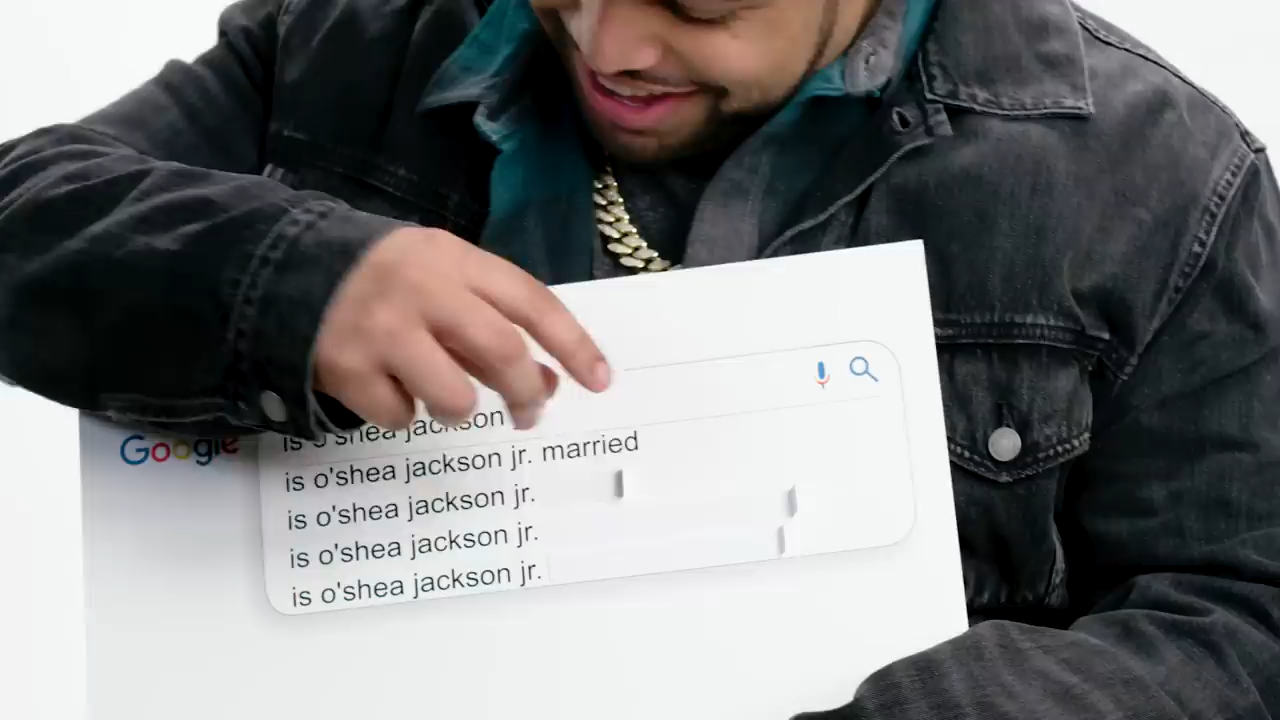 Google
is o'shea jackson
is o'shea jackson jr. married
is o'shea jackson jr.
is o'shea jackson jr.
is o'shea jackson jr.